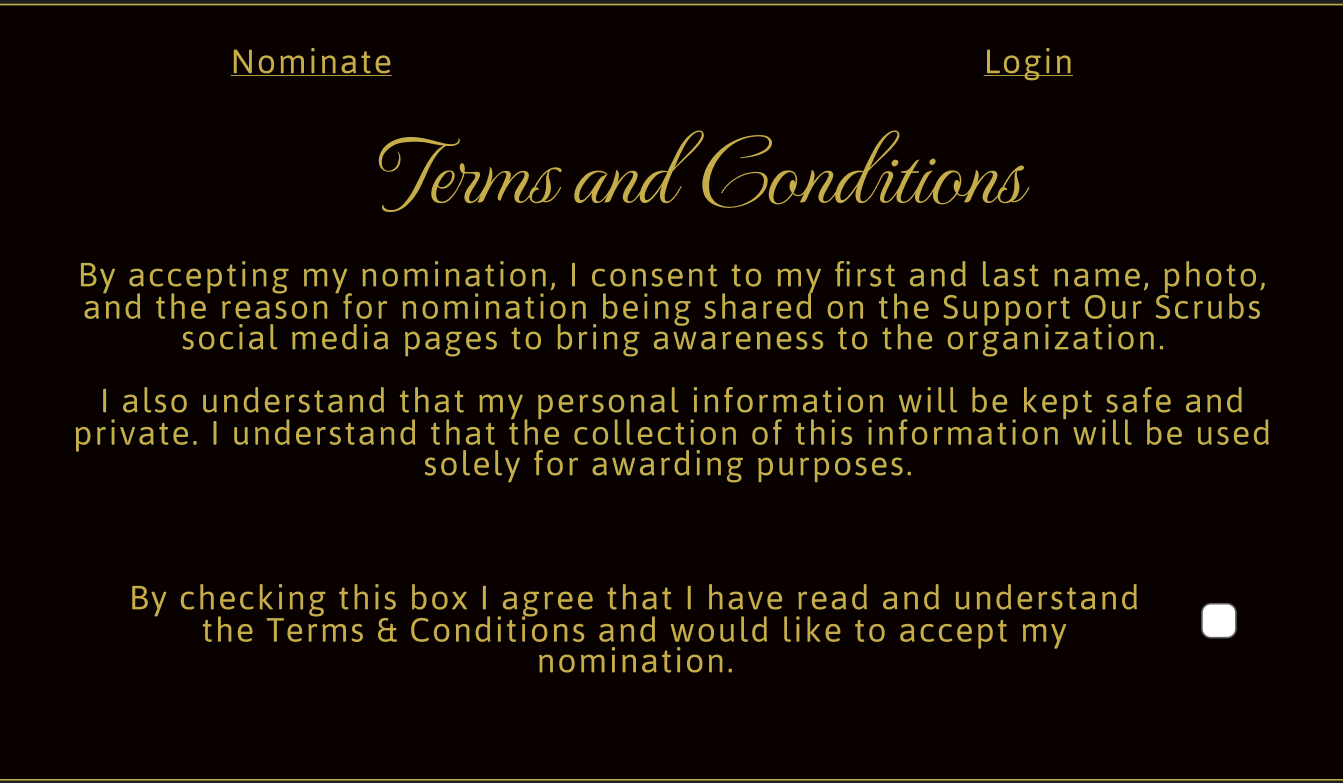 Nominate
Login
Terms and Conditions
By accepting my nomination, I consent to my first and last name, photo,
and the reason for nomination being shared on the Support Our Scrubs
social media pages to bring awareness to the organization.
I also understand that my personal information will be kept safe and
private. I understand that the collection of this information will be used
solely for awarding purposes.
By checking this box I agree that I have read and understand
the Terms & Conditions and would like to accept my
nomination.